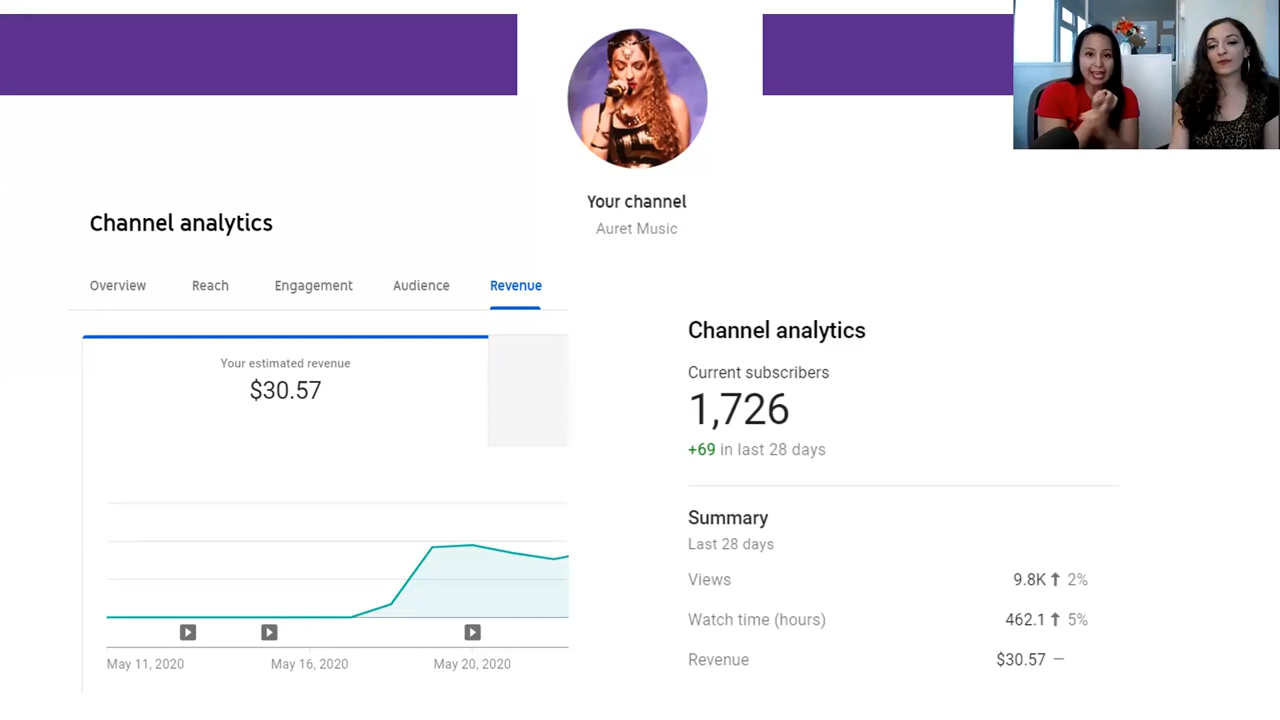 Your channel
Auret Music
Channel analytics
Overview Reach Engagement Audience Revenue
Your estimated revenue
$30.57
May 11, 2020 May 16, 2020 May 20, 2020
Channel analytics
Current subscribers
1,726
+69 in last 28 days
Summary
Last 28 days
Views 9.8K 2%
Watch time (hours) 462.1 5%
Revenue $30.57 —